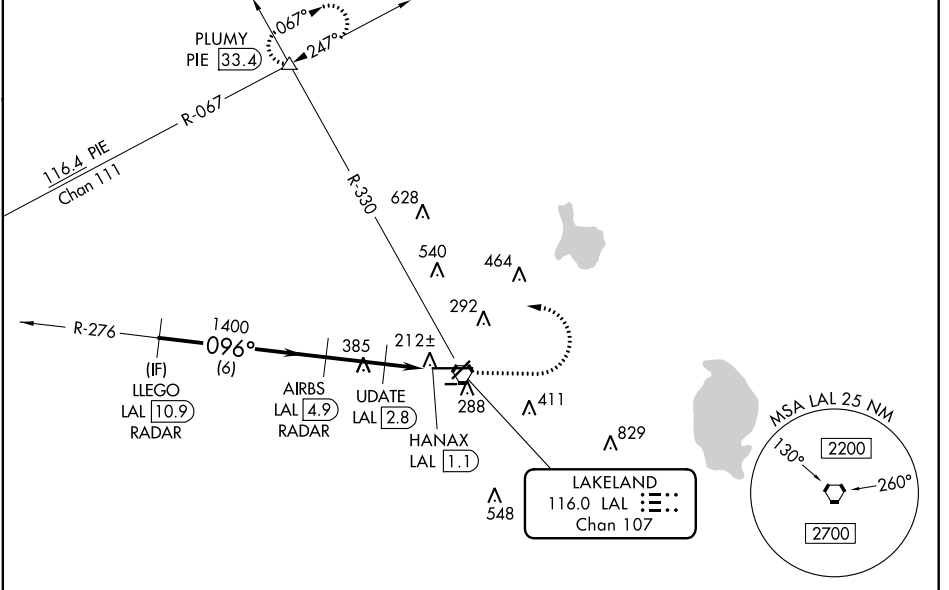 067°
247°
PLUMY
PIE 33.4
R-067
116.4 PIE
Chan 111
R-330
628
540
464
292
R-276
1400
096°
(6)
385
212±
(IF)
LLEGO
LAL 10.9
RADAR
AIRBS
LAL 4.9
RADAR
UDATE
LAL 2.8
HANAX
LAL 1.1
288
411
829
548
LAKELAND
116.0 LAL
Chan 107
MSA LAL 25 NM
2200
130°
260°
2700